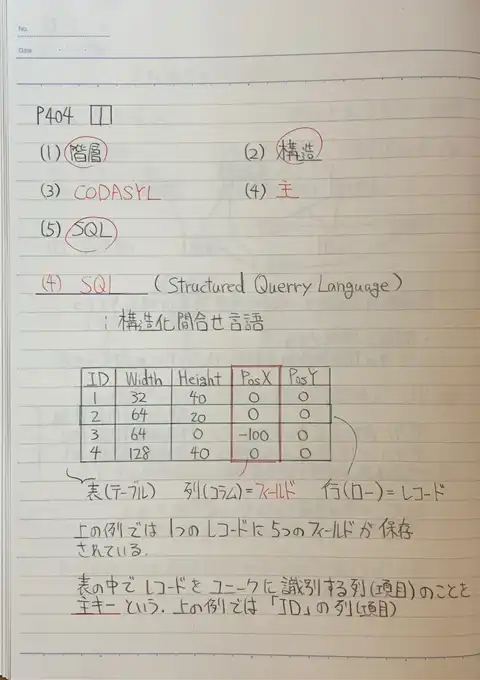 No.
Date
P404 1
(1) 階層 (2) 構造
(3) CODASYL (4) 主
(5) SQL
(4) SQL (Structured Querry Language)
: 構造化問合せ言語
ID Width Height PosX PosY
1 32 40 0 0
2 64 20 0 0
3 64 0 -100 0
4 128 40 0 0
表(テーブル) 列(コラム)=フィールド 行(ロー)=レコード
上の例では1つのレコードに5つのフィールドが保存
されている.
表の中でレコードをユニークに識別する列(項目)のことを
主キーという. 上の例では「ID」の列(項目)